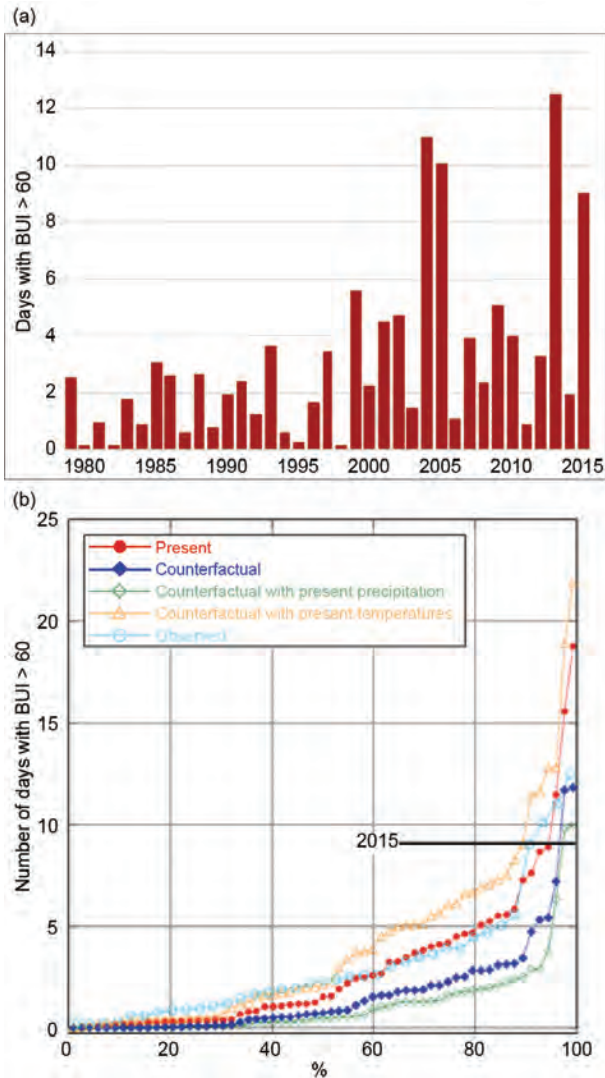 (a)
14
12
10
8
6
4
2
0
Days with BUI > 60
1980 1985 1990 1995 2000 2005 2010 2015
(b)
25
20
15
10
5
0
Number of days with BUI > 60
Present
Counterfactual
Counterfactual with present precipitation
Counterfactual with present temperatures
Observed
2015
0 20 40 60 80 100
%